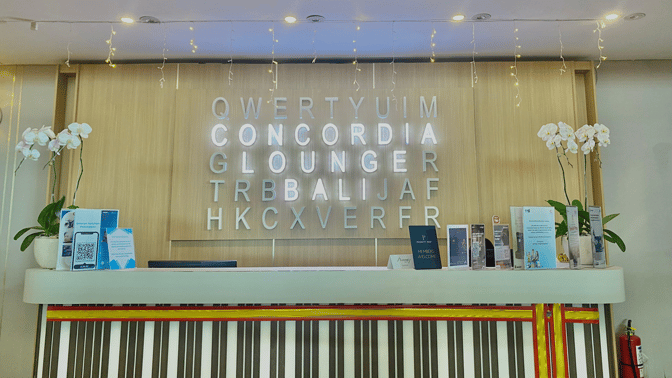 QWERTYUIM
CONCORDIA
GLOUNGER
TRBBALIJAF
HKCXVERFR